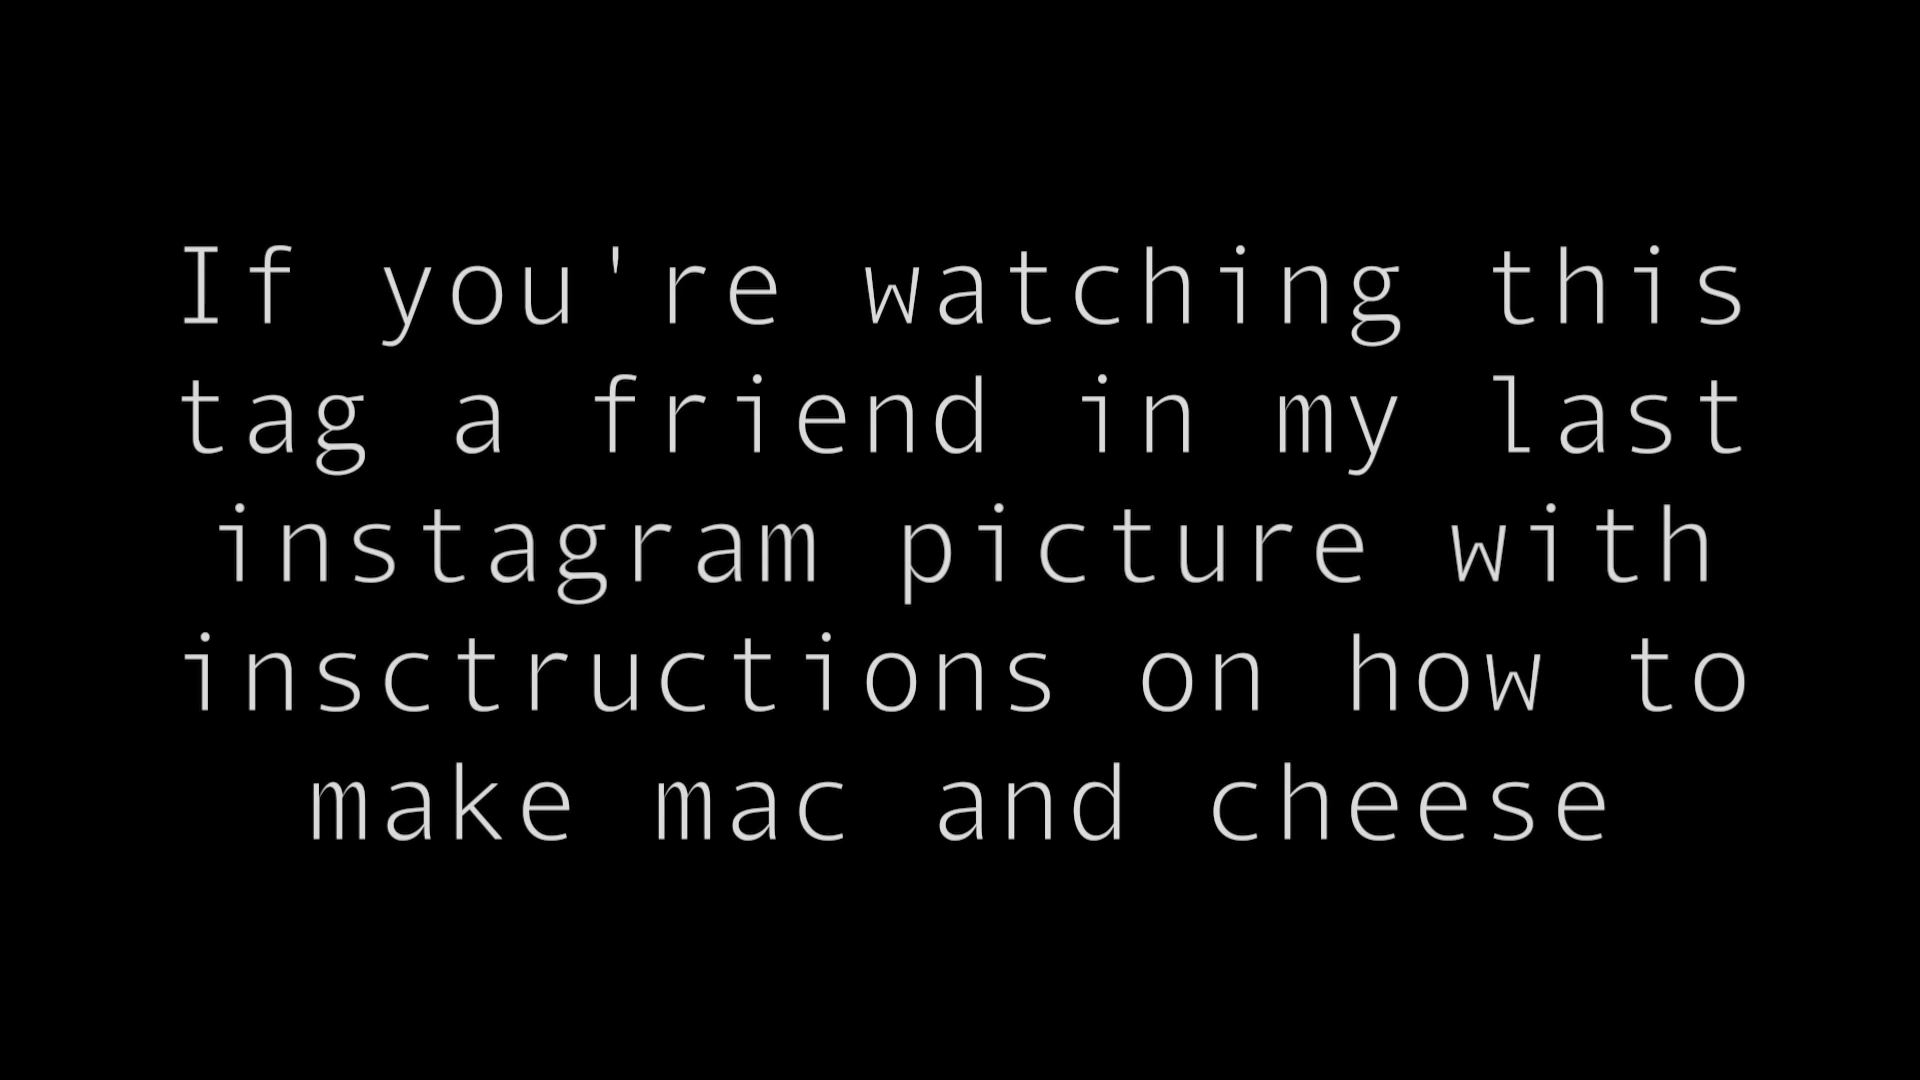 If you're watching this
tag a friend in my last
instagram picture with
insctructions on how to
make mac and cheese